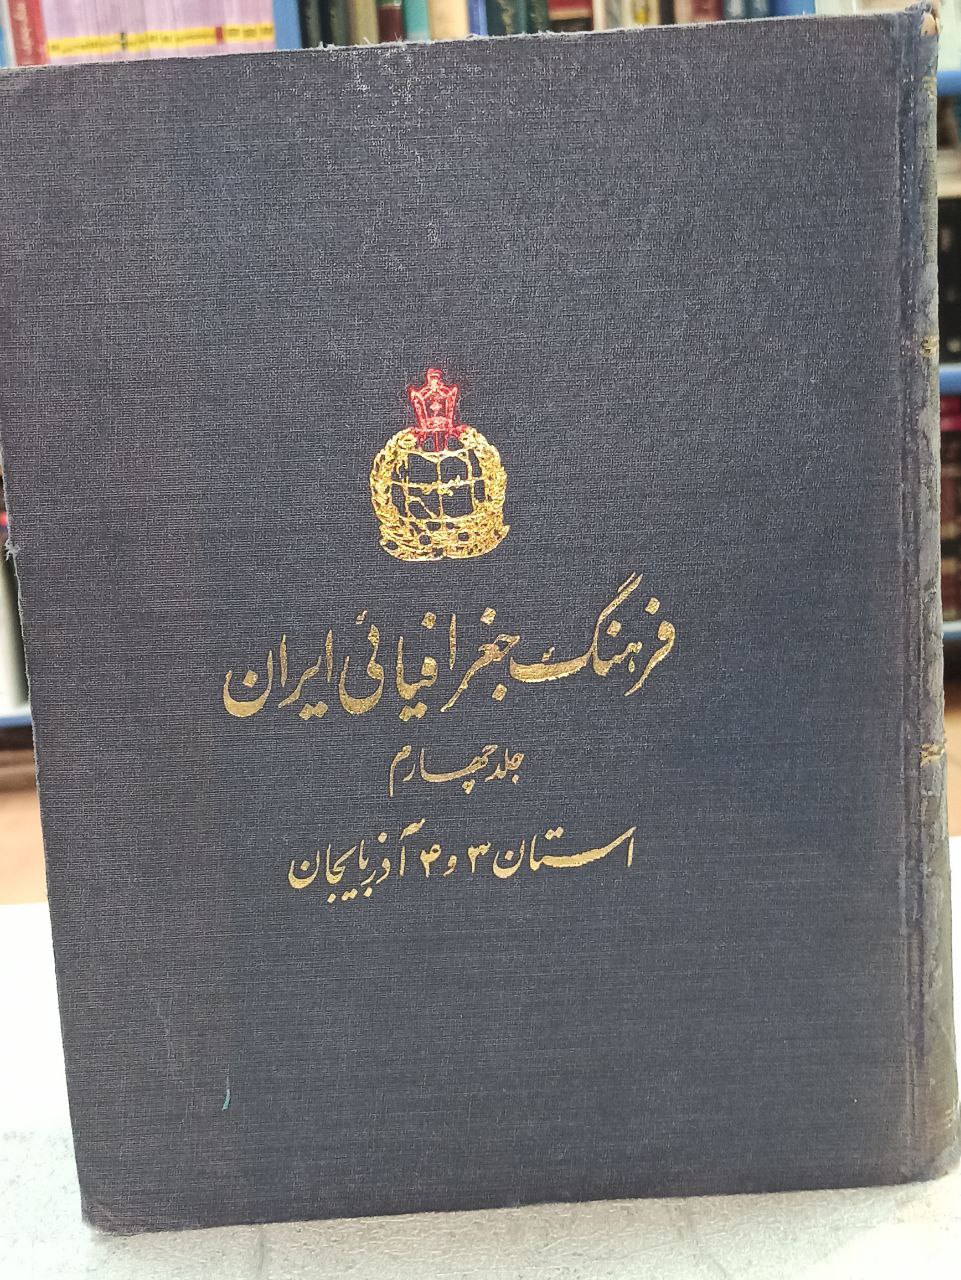 فرهنگ جغرافیائی ایران
جلد چهارم
استان ۳ و ۴ آذربایجان